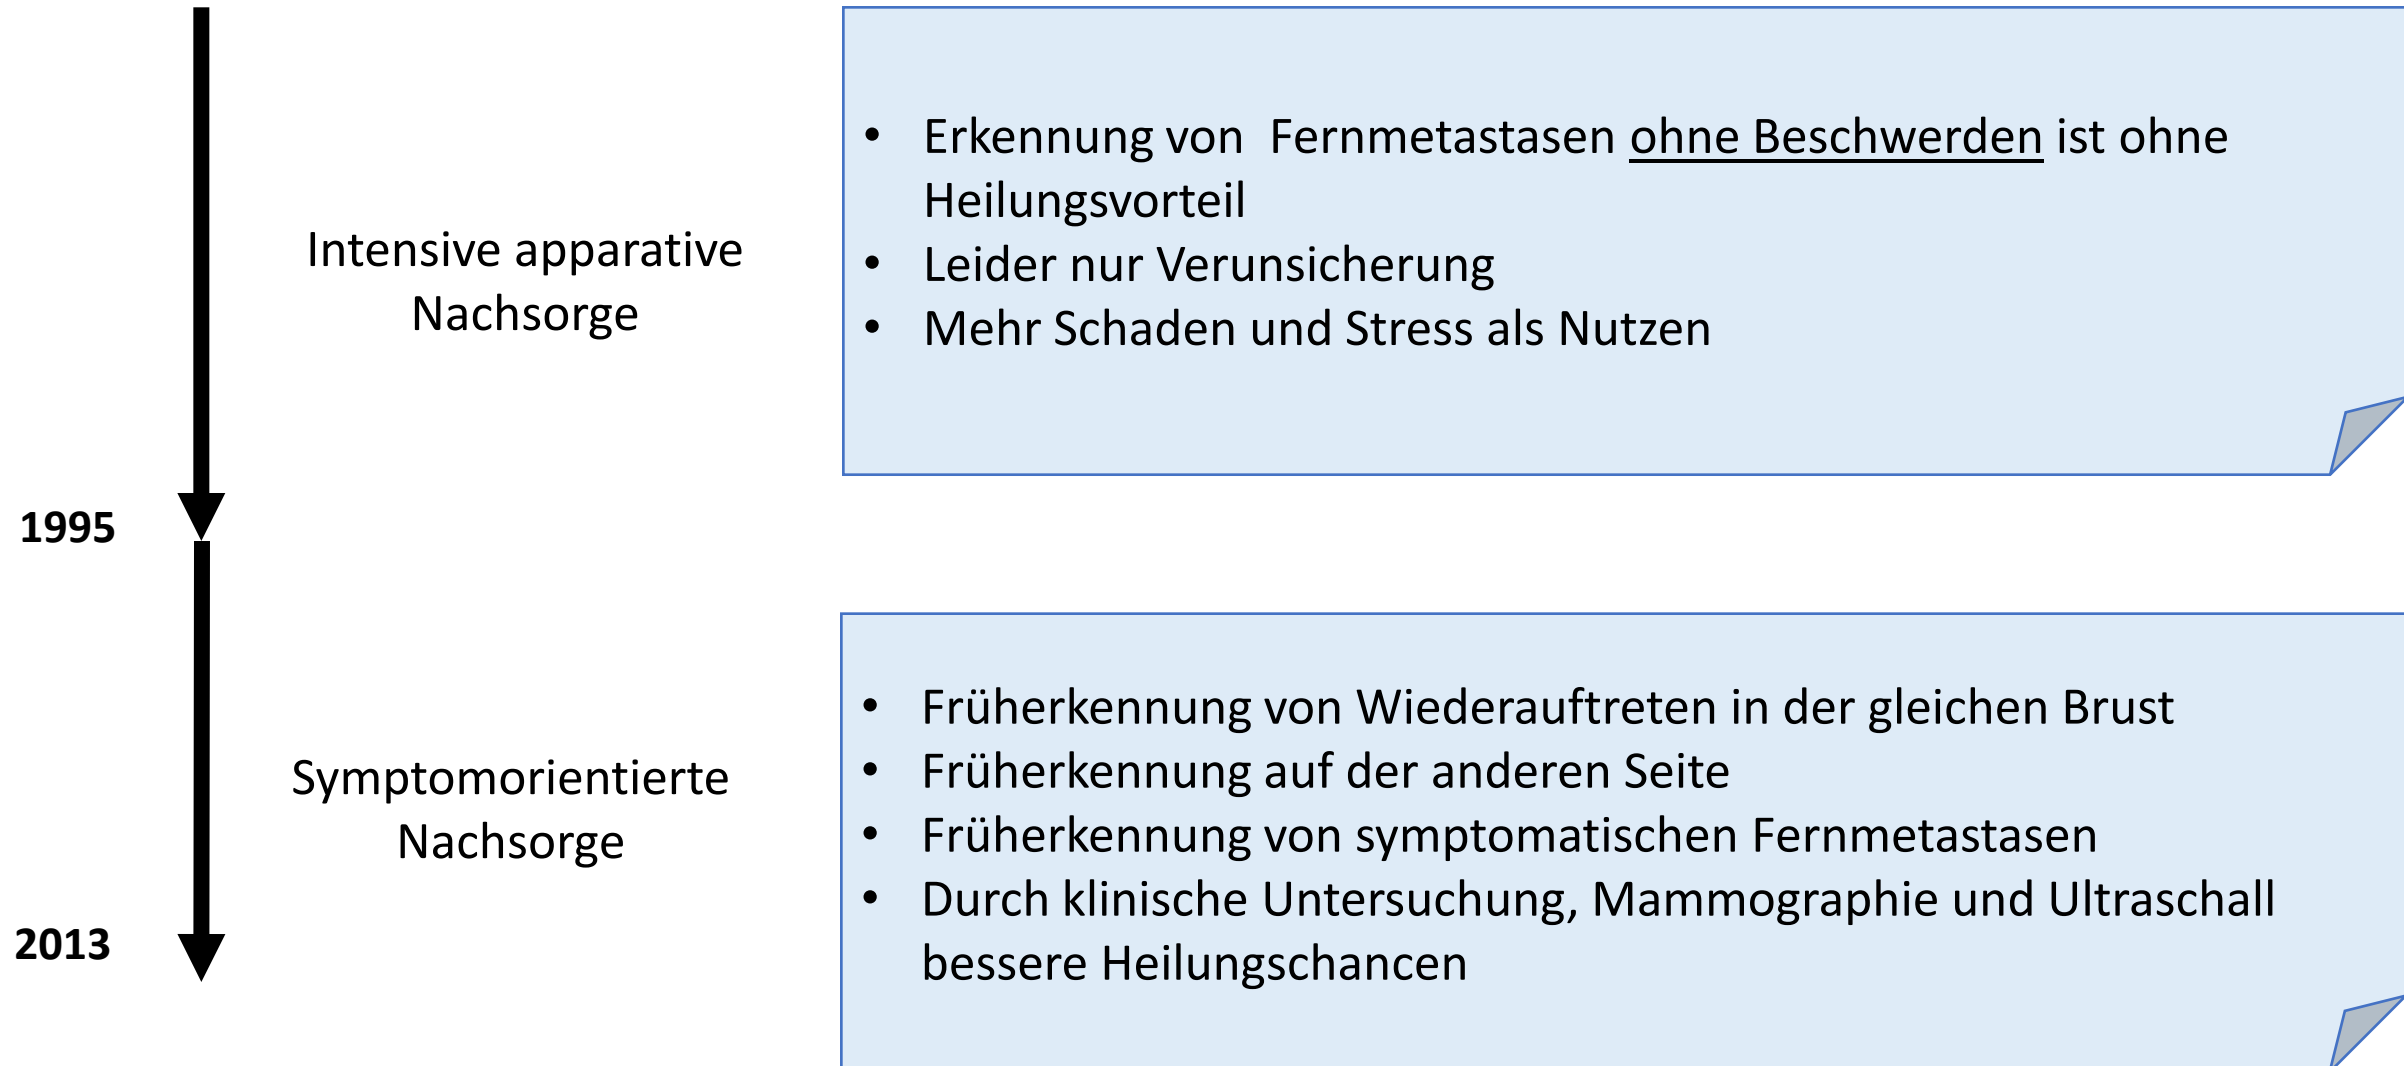 Intensive apparative
Nachsorge
• Erkennung von  Fernmetastasen ohne Beschwerden ist ohne
Heilungsvorteil
• Leider nur Verunsicherung
• Mehr Schaden und Stress als Nutzen
1995
Symptomorientierte
Nachsorge
• Früherkennung von Wiederauftreten in der gleichen Brust
• Früherkennung auf der anderen Seite
• Früherkennung von symptomatischen Fernmetastasen
• Durch klinische Untersuchung, Mammographie und Ultraschall
bessere Heilungschancen
2013